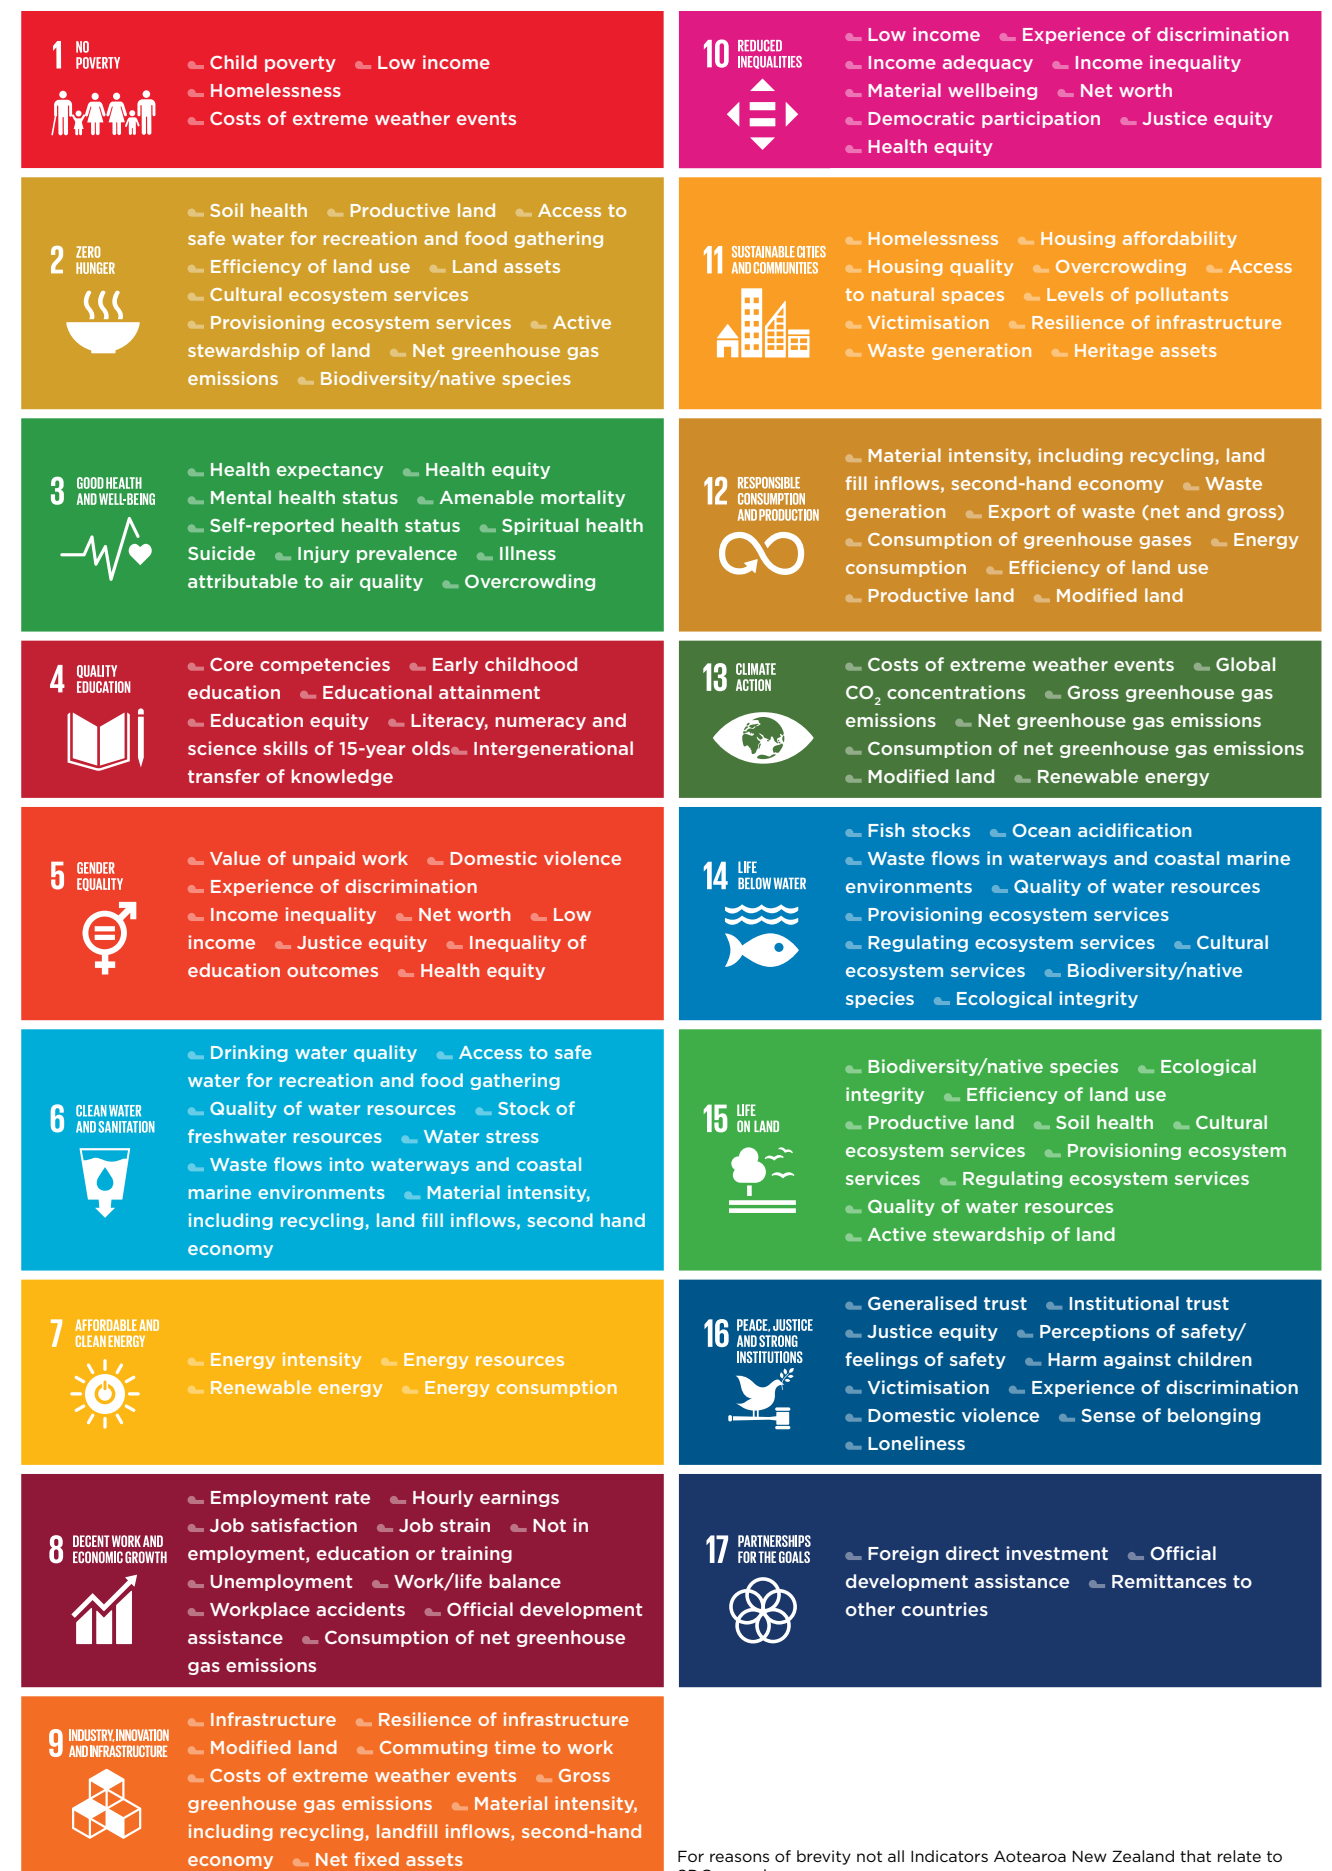 1 NO
POVERTY
Child poverty Low income
Homelessness
Costs of extreme weather events
2 ZERO
HUNGER
Soil health Productive land Access to
safe water for recreation and food gathering
Efficiency of land use Land assets
Cultural ecosystem services
Provisioning ecosystem services Active
stewardship of land Net greenhouse gas
emissions Biodiversity/native species
3 GOOD HEALTH
AND WELL-BEING
Health expectancy Health equity
Mental health status Amenable mortality
Self-reported health status Spiritual health
Suicide Injury prevalence Illness
attributable to air quality Overcrowding
4 QUALITY
EDUCATION
Core competencies Early childhood
education Educational attainment
Education equity Literacy, numeracy and
science skills of 15-year olds Intergenerational
transfer of knowledge
5 GENDER
EQUALITY
Value of unpaid work Domestic violence
Experience of discrimination
Income inequality Net worth Low
income Justice equity Inequality of
education outcomes Health equity
6 CLEAN WATER
AND SANITATION
Drinking water quality Access to safe
water for recreation and food gathering
Quality of water resources Stock of
freshwater resources Water stress
Waste flows into waterways and coastal
marine environments Material intensity,
including recycling, land fill inflows, second hand
economy
7 AFFORDABLE AND
CLEAN ENERGY
Energy intensity Energy resources
Renewable energy Energy consumption
8 DECENT WORK AND
ECONOMIC GROWTH
Employment rate Hourly earnings
Job satisfaction Job strain Not in
employment, education or training
Unemployment Work/life balance
Workplace accidents Official development
assistance Consumption of net greenhouse
gas emissions
9 INDUSTRY, INNOVATION
AND INFRASTRUCTURE
Infrastructure Resilience of infrastructure
Modified land Commuting time to work
Costs of extreme weather events Gross
greenhouse gas emissions Material intensity,
including recycling, landfill inflows, second-hand
economy Net fixed assets
10 REDUCED
INEQUALITIES
Low income Experience of discrimination
Income adequacy Income inequality
Material wellbeing Net worth
Democratic participation Justice equity
Health equity
11 SUSTAINABLE CITIES
AND COMMUNITIES
Homelessness Housing affordability
Housing quality Overcrowding Access
to natural spaces Levels of pollutants
Victimisation Resilience of infrastructure
Waste generation Heritage assets
12 RESPONSIBLE
CONSUMPTION
AND PRODUCTION
Material intensity, including recycling, land
fill inflows, second-hand economy Waste
generation Export of waste (net and gross)
Consumption of greenhouse gases Energy
consumption Efficiency of land use
Productive land Modified land
13 CLIMATE
ACTION
Costs of extreme weather events Global
CO₂ concentrations Gross greenhouse gas
emissions Net greenhouse gas emissions
Consumption of net greenhouse gas emissions
Modified land Renewable energy
14 LIFE
BELOW WATER
Fish stocks Ocean acidification
Waste flows in waterways and coastal marine
environments Quality of water resources
Provisioning ecosystem services
Regulating ecosystem services Cultural
ecosystem services Biodiversity/native
species Ecological integrity
15 LIFE
ON LAND
Biodiversity/native species Ecological
integrity Efficiency of land use
Productive land Soil health Cultural
ecosystem services Provisioning ecosystem
services Regulating ecosystem services
Quality of water resources
Active stewardship of land
16 PEACE, JUSTICE
AND STRONG
INSTITUTIONS
Generalised trust Institutional trust
Justice equity Perceptions of safety/
feelings of safety Harm against children
Victimisation Experience of discrimination
Domestic violence Sense of belonging
Loneliness
17 PARTNERSHIPS
FOR THE GOALS
Foreign direct investment Official
development assistance Remittances to
other countries
For reasons of brevity not all Indicators Aotearoa New Zealand that relate to